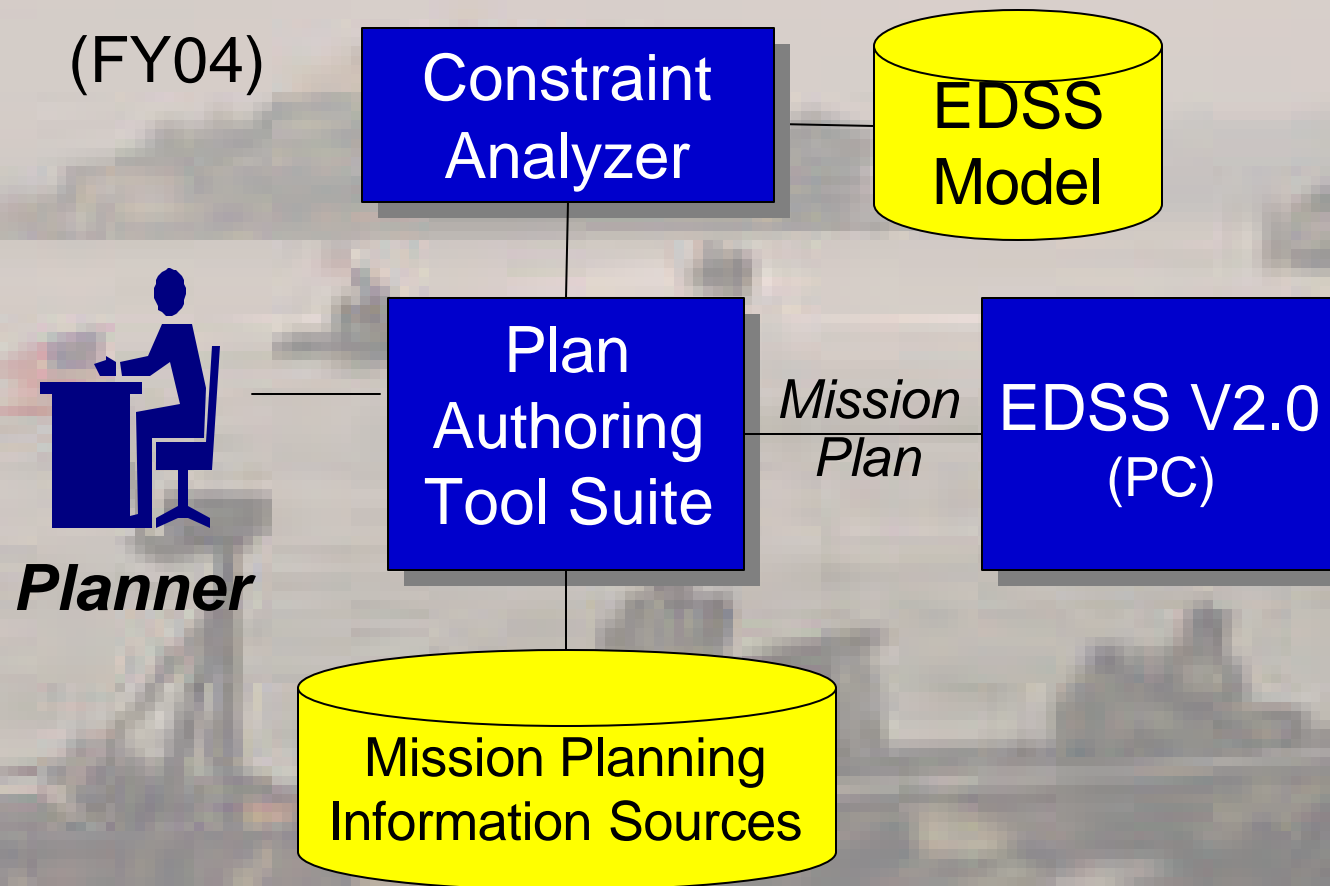 (FY04)
Constraint
Analyzer
EDSS
Model
Plan
Authoring
Tool Suite
Mission
Plan
EDSS V2.0
(PC)
Planner
Mission Planning
Information Sources